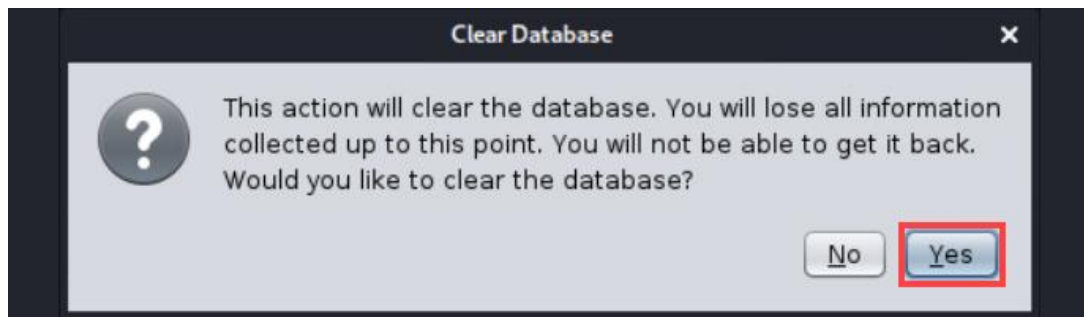 Clear Database
This action will clear the database. You will lose all information
collected up to this point. You will not be able to get it back.
Would you like to clear the database?
No
Yes